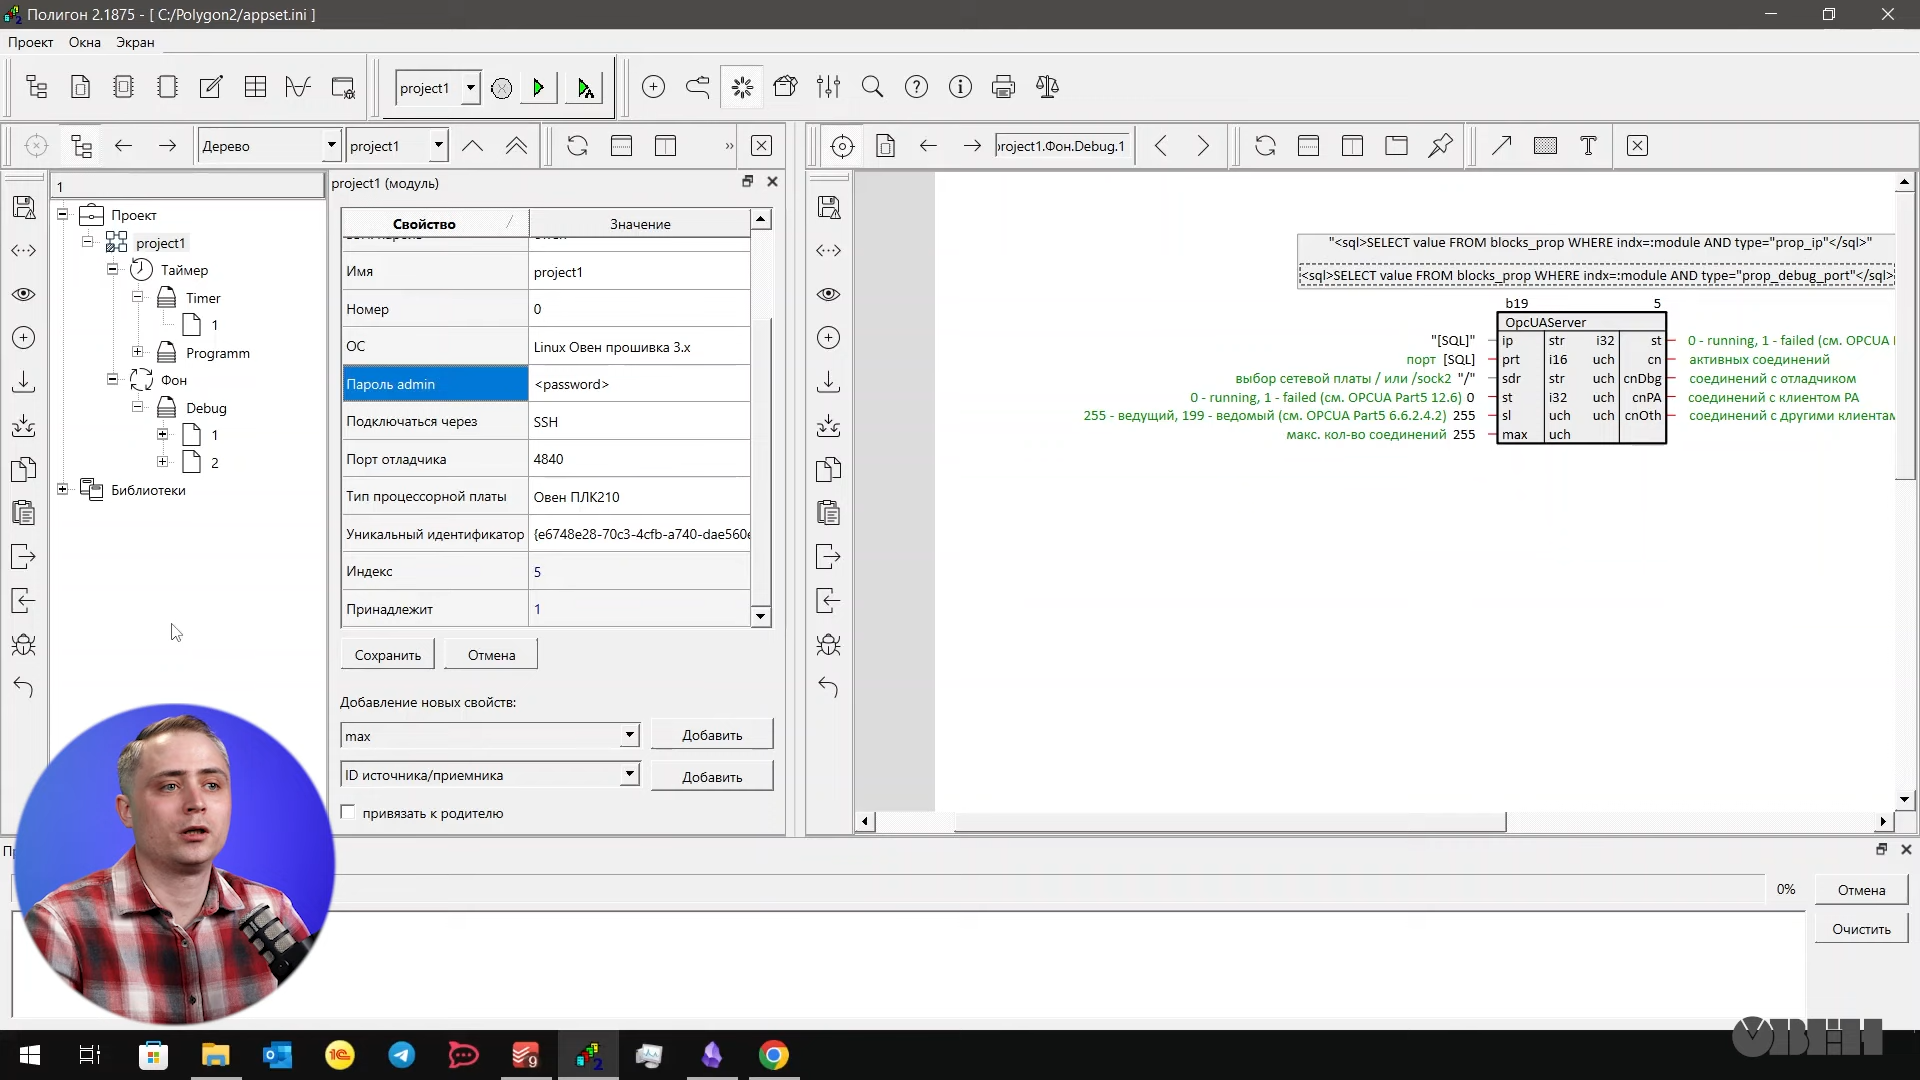 Полигон 2.1875 - [ C:/Polygon2/appset.ini ]
Проект Окна Экран
project1
Дерево project1 » project1.Фон.Debug.1
1
Проект
project1
Таймер
Timer
1
Programm
Фон
Debug
1
2
Библиотеки
project1 (модуль)
Свойство Значение
Имя project1
Номер 0
ОС Linux Овен прошивка 3.x
Пароль admin <password>
Подключаться через SSH
Порт отладчика 4840
Тип процессорной платы Овен ПЛК210
Уникальный идентификатор {e6748e28-70c3-4cfb-a740-dae560e
Индекс 5
Принадлежит 1
Сохранить Отмена
Добавление новых свойств:
max Добавить
ID источника/приемника Добавить
привязать к родителю
"<sql>SELECT value FROM blocks_prop WHERE indx=:module AND type="prop_ip"</sql>"
<sql>SELECT value FROM blocks_prop WHERE indx=:module AND type="prop_debug_port"</sql>
b19 5
OpcUAServer
"[SQL]" ip str i32 st 0 - running, 1 - failed (см. OPCUA
порт [SQL] prt i16 uch cn активных соединений
выбор сетевой платы / или /sock2 "/" sdr str uch cnDbg соединений с отладчиком
0 - running, 1 - failed (см. OPCUA Part5 12.6) 0 st i32 uch cnPA соединений с клиентом PA
255 - ведущий, 199 - ведомый (см. OPCUA Part5 6.6.2.4.2) 255 sl uch uch cnOth соединений с другими клиентам
макс. кол-во соединений 255 max uch
0% Отмена
Очистить
ОВЕН
9
2